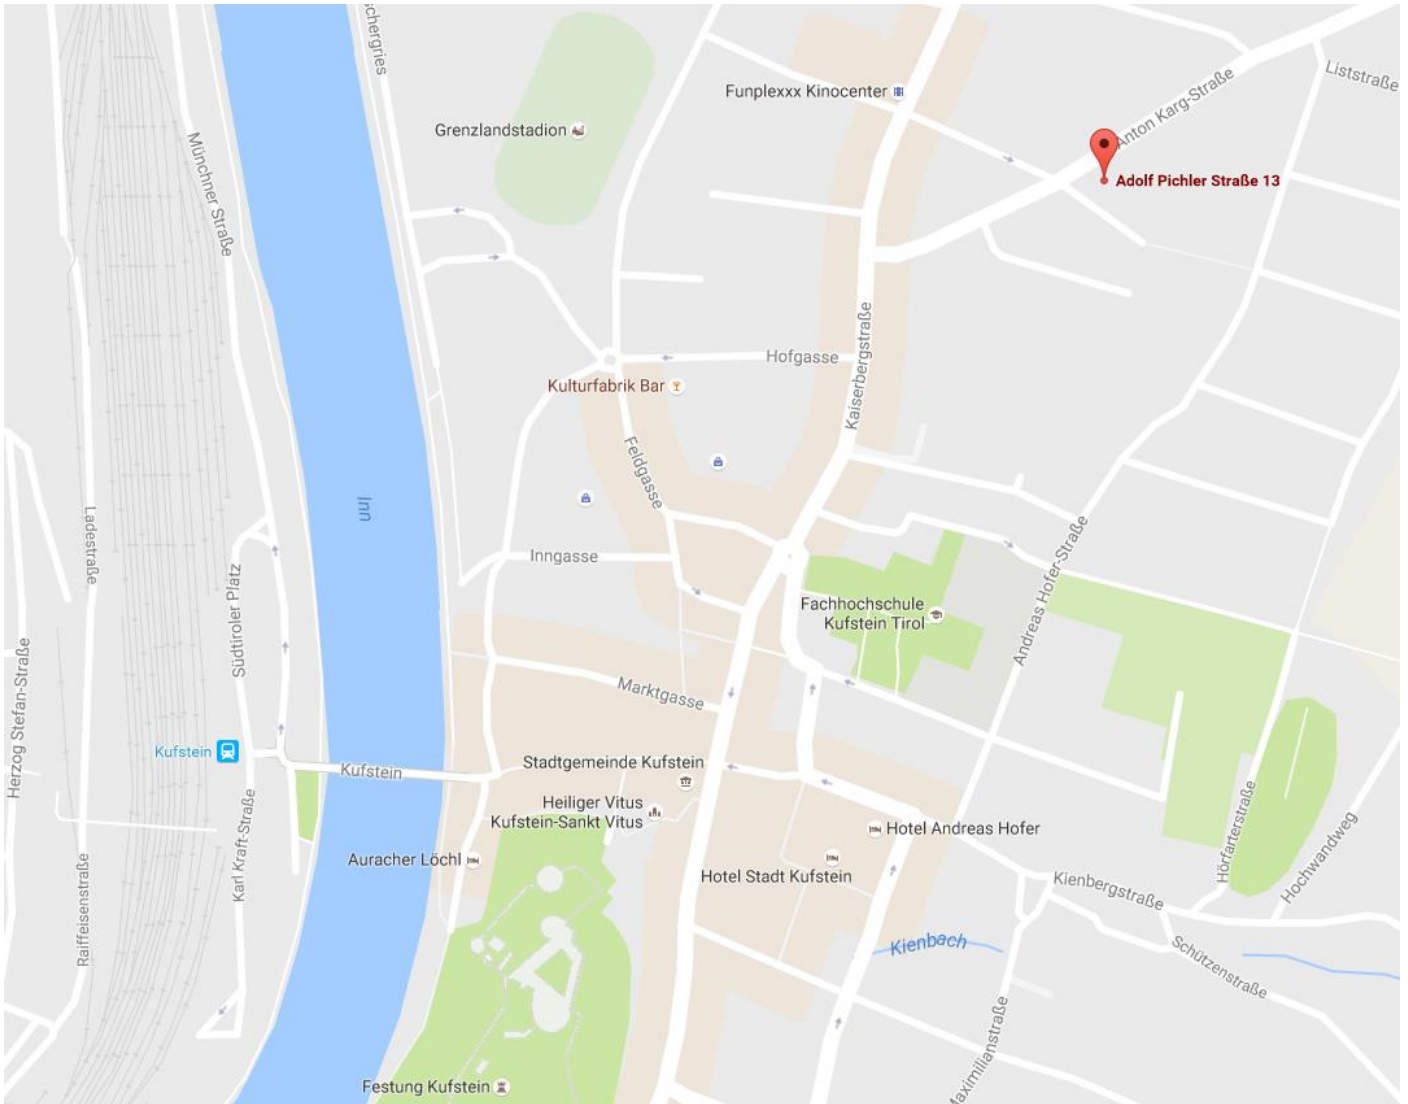 chergries
Funplexxx Kinocenter
Liststraße
Anton Karg-Straße
Grenzlandstadion
Adolf Pichler Straße 13
Münchner Straße
Kaiserbergstraße
Hofgasse
Kulturfabrik Bar
Feldgasse
Inn
Ladestraße
Inngasse
Südtiroler Platz
Andreas Hofer-Straße
Fachhochschule
Kufstein Tirol
Herzog Stefan-Straße
Marktgasse
Kufstein
Kufstein
Stadtgemeinde Kufstein
Heiliger Vitus
Kufstein-Sankt Vitus
Karl Kraft-Straße
Hotel Andreas Hofer
Hörfarterstraße
Hochwandweg
Auracher Löchl
Hotel Stadt Kufstein
Kienbergstraße
Raiffeisenstraße
Kienbach
Schützenstraße
Maximilianstraße
Festung Kufstein